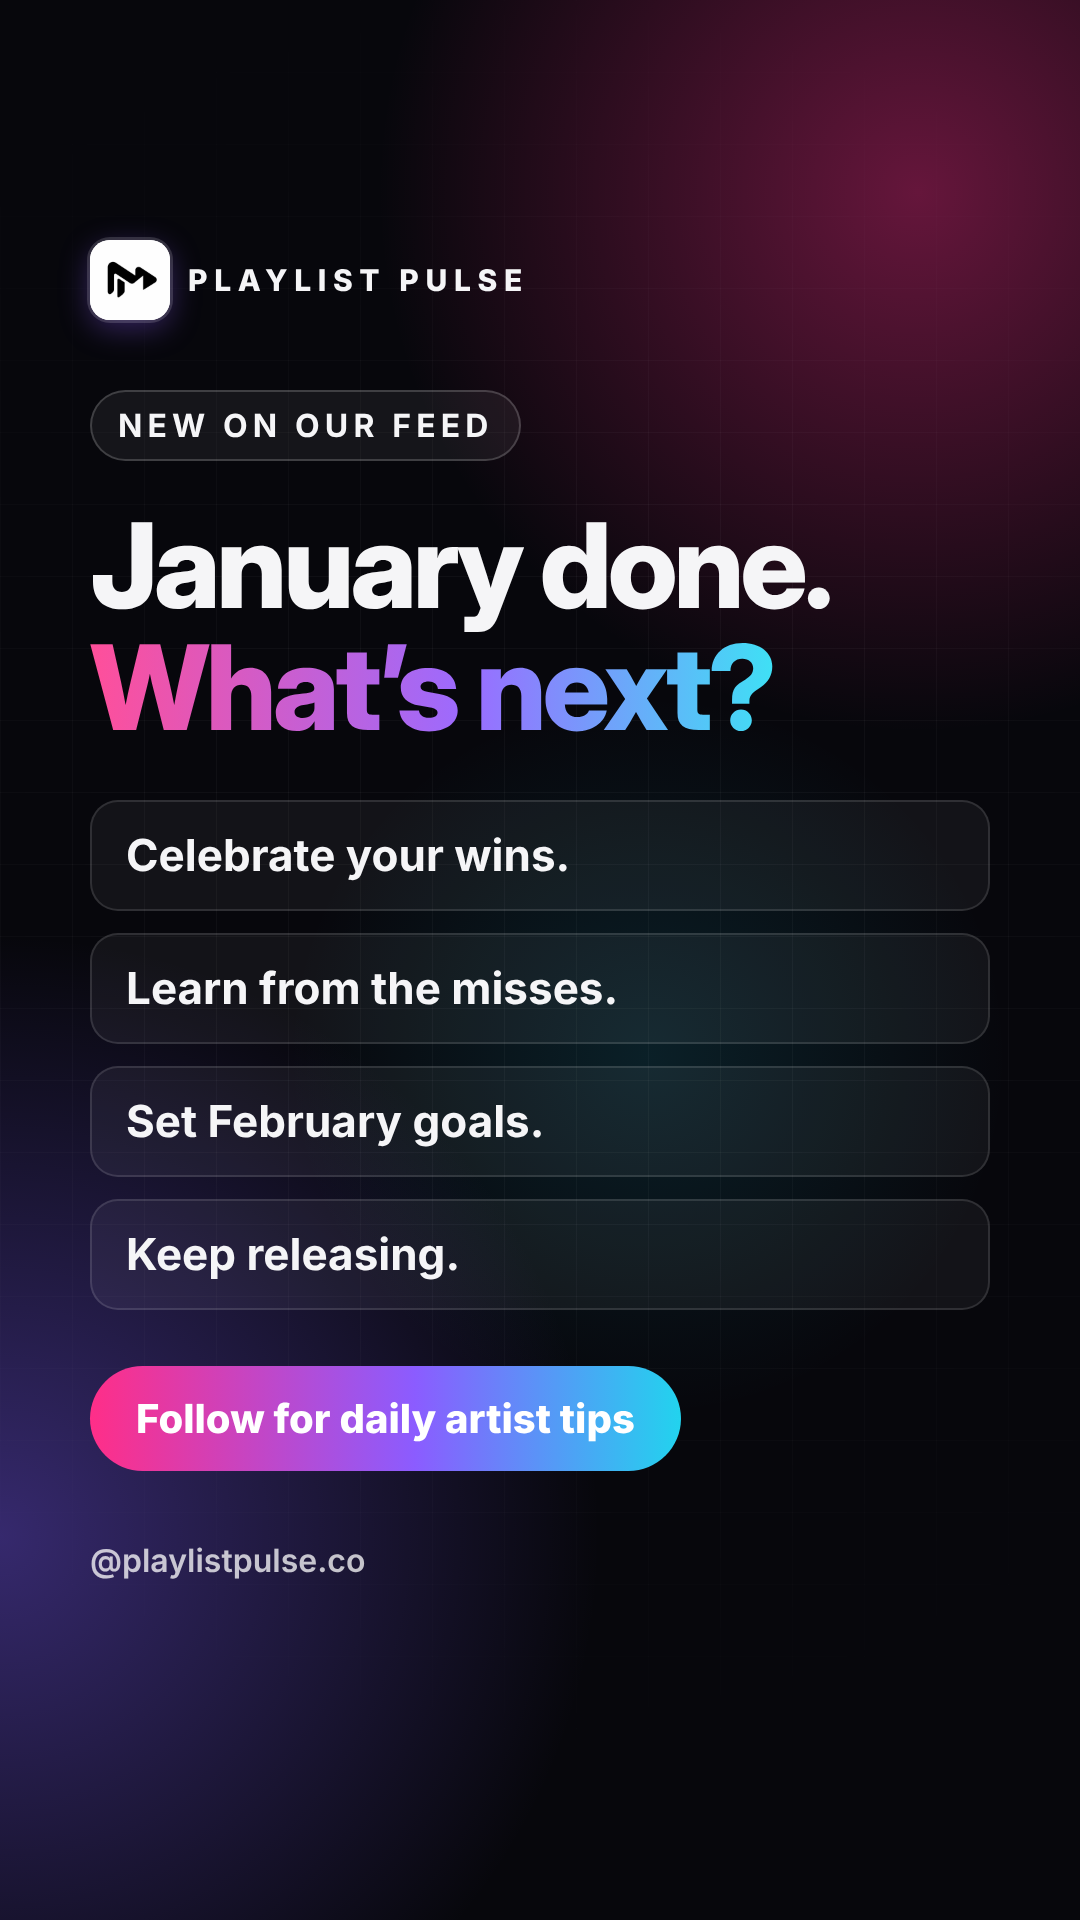 PLAYLIST PULSE
NEW ON OUR FEED
January done.
What's next?
Celebrate your wins.
Learn from the misses.
Set February goals.
Keep releasing.
Follow for daily artist tips
@playlistpulse.co